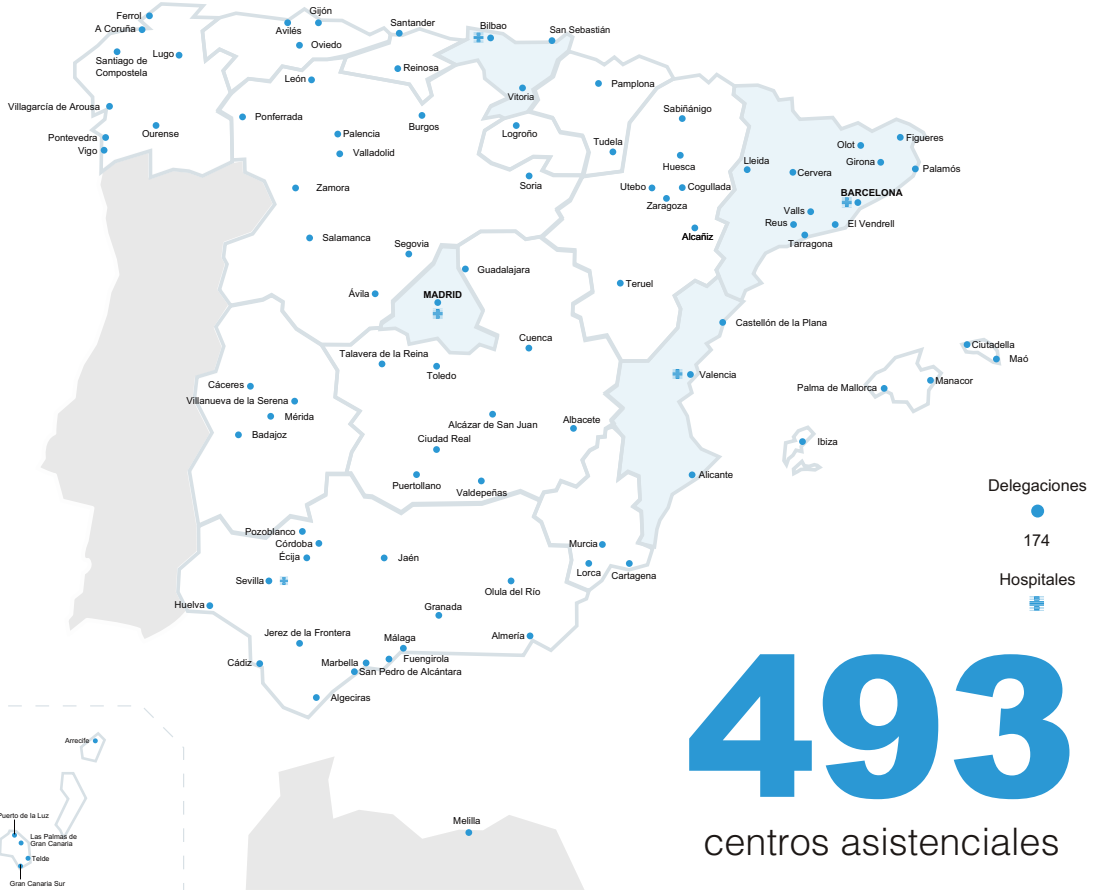 Ferrol
A Coruña
Santiago de
Compostela
Lugo
Villagarcía de Arousa
Pontevedra
Vigo
Ourense
Gijón
Avilés
Oviedo
León
Ponferrada
Santander
Reinosa
Bilbao
San Sebastián
Vitoria
Pamplona
Burgos
Palencia
Valladolid
Logroño
Tudela
Sabiñánigo
Huesca
Soria
Zamora
Utebo
Cogullada
Zaragoza
Alcañiz
Teruel
Lleida
Cervera
Olot
Figueres
Girona
Palamós
BARCELONA
Valls
Reus
El Vendrell
Tarragona
Salamanca
Segovia
Ávila
Guadalajara
MADRID
Cuenca
Talavera de la Reina
Toledo
Castellón de la Plana
Valencia
Alicante
Ciutadella
Maó
Manacor
Palma de Mallorca
Ibiza
Cáceres
Villanueva de la Serena
Mérida
Badajoz
Alcázar de San Juan
Ciudad Real
Albacete
Puertollano
Valdepeñas
Pozoblanco
Córdoba
Écija
Jaén
Sevilla
Huelva
Murcia
Lorca
Cartagena
Olula del Río
Granada
Almería
Jerez de la Frontera
Málaga
Cádiz
Marbella
Fuengirola
San Pedro de Alcántara
Algeciras
Arrecife
Puerto de la Luz
Las Palmas de
Gran Canaria
Telde
Gran Canaria Sur
Melilla
Delegaciones
174
Hospitales
493
centros asistenciales